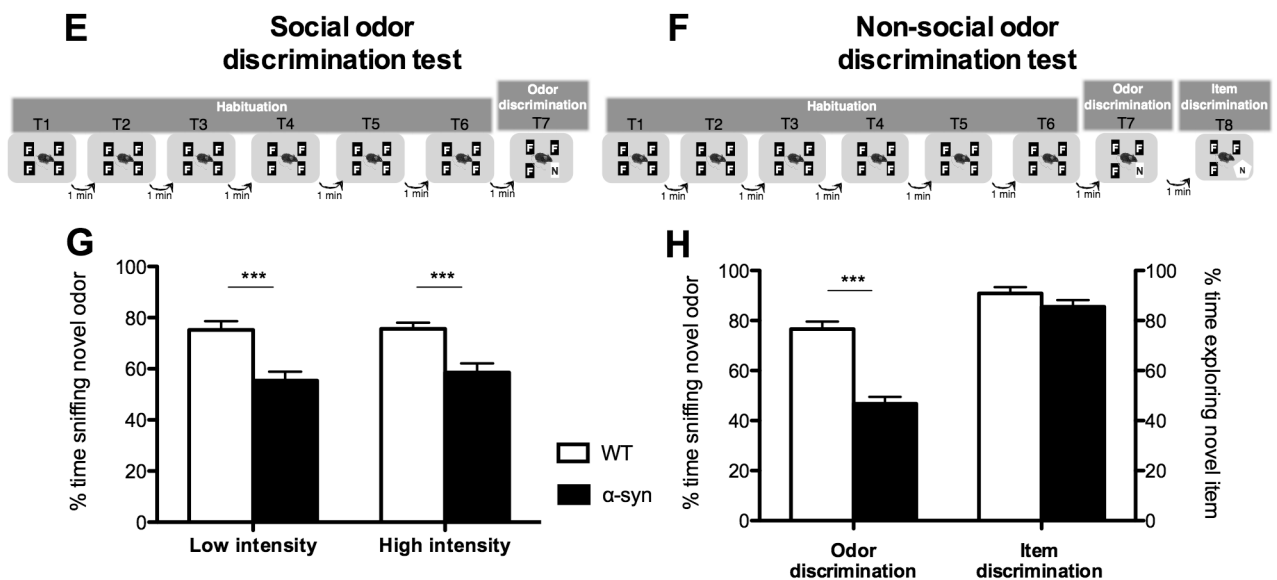 E
Social odor
discrimination test
Habituation
Odor
discrimination
T1 T2 T3 T4 T5 T6 T7
F F F F F F F F F F F F F F
F F F F F F F F F F F F F N
1 min 1 min 1 min 1 min 1 min 1 min
F
Non-social odor
discrimination test
Habituation
Odor
discrimination
Item
discrimination
T1 T2 T3 T4 T5 T6 T7 T8
F F F F F F F F F F F F F F F F
F F F F F F F F F F F F F N F N
1 min 1 min 1 min 1 min 1 min 1 min 1 min
G
% time sniffing novel odor
100
80
60
40
20
0
*** ***
Low intensity High intensity
WT
α-syn
H
% time sniffing novel odor
100
80
60
40
20
0
***
Odor
discrimination
Item
discrimination
100
80
60
40
20
0
% time exploring novel item